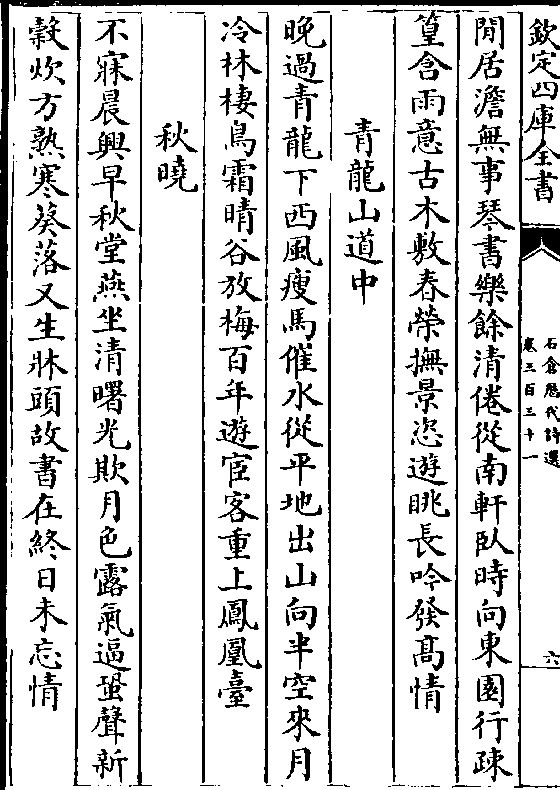 欽定四庫全書
石倉歷代詩選
卷三百三十一
六
閒居澹無事琴書樂餘清倦從南軒臥時向東園行疎
篁含雨意古木敷春榮撫景恣遊眺長吟發高情
青龍山道中
晚過青龍下西風瘦馬催水從平地出山向半空來月
冷林棲鳥霜晴谷放梅百年遊宦客重上鳳凰臺
秋曉
不寐晨興早秋堂燕坐清曙光欺月色露氣逼蛩聲新
穀炊方熟寒葵落又生牀頭故書在終日未忘情